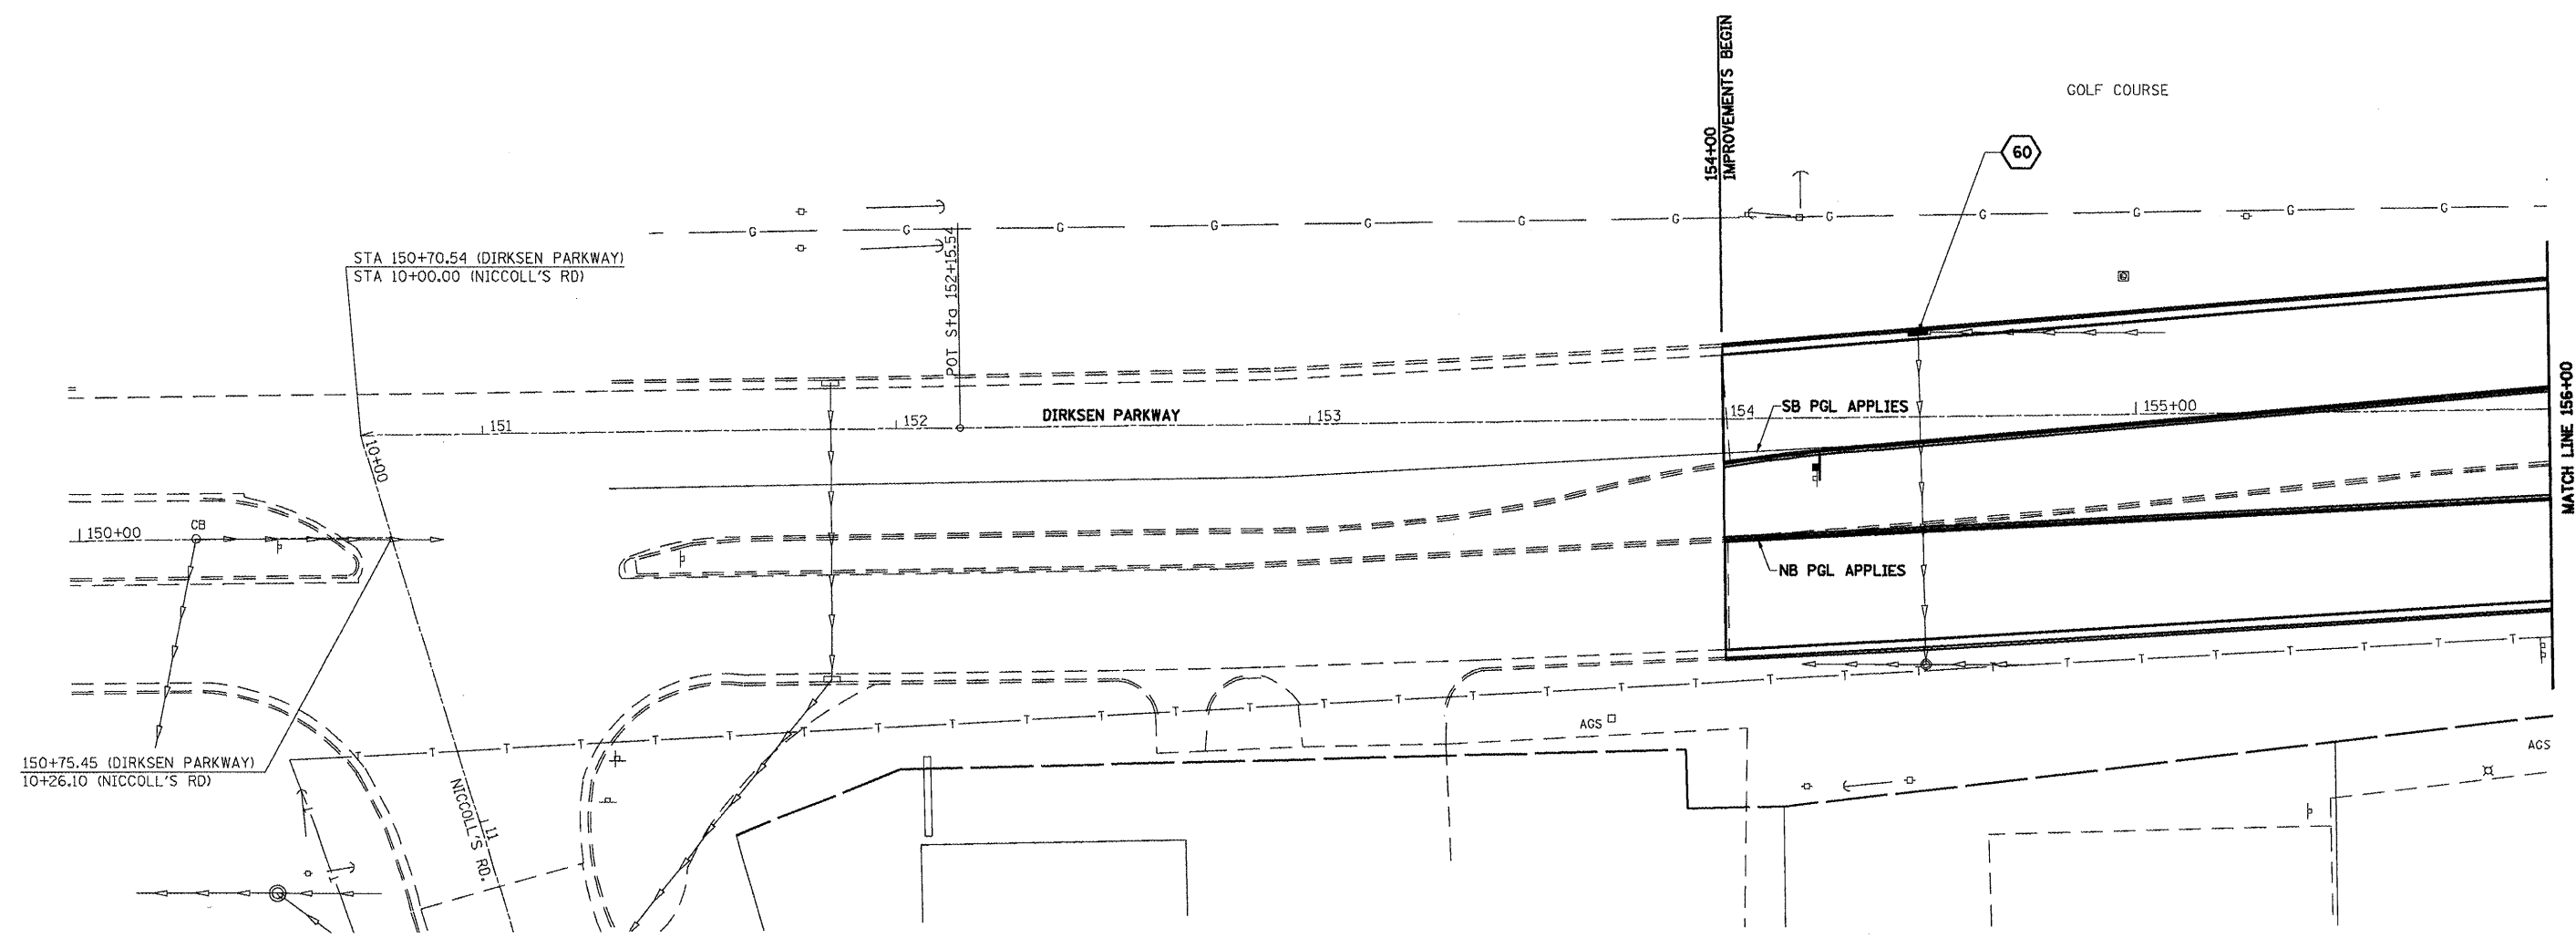 154+00
IMPROVEMENTS BEGIN
GOLF COURSE
60
G G G G G G G G G G G G
STA 150+70.54 (DIRKSEN PARKWAY)
STA 10+00.00 (NICCOLL'S RD)
POT Sta 152+15.54
151
152
DIRKSEN PARKWAY
153
154
SB PGL APPLIES
155+00
MATCH LINE 156+00
10+00
150+00
CB
NB PGL APPLIES
T T T T T T T T T T T T T T T T T T T T T T T T T T T T T T
150+75.45 (DIRKSEN PARKWAY)
10+26.10 (NICCOLL'S RD)
AGS
AGS
NICCOLL'S RD.
11
T